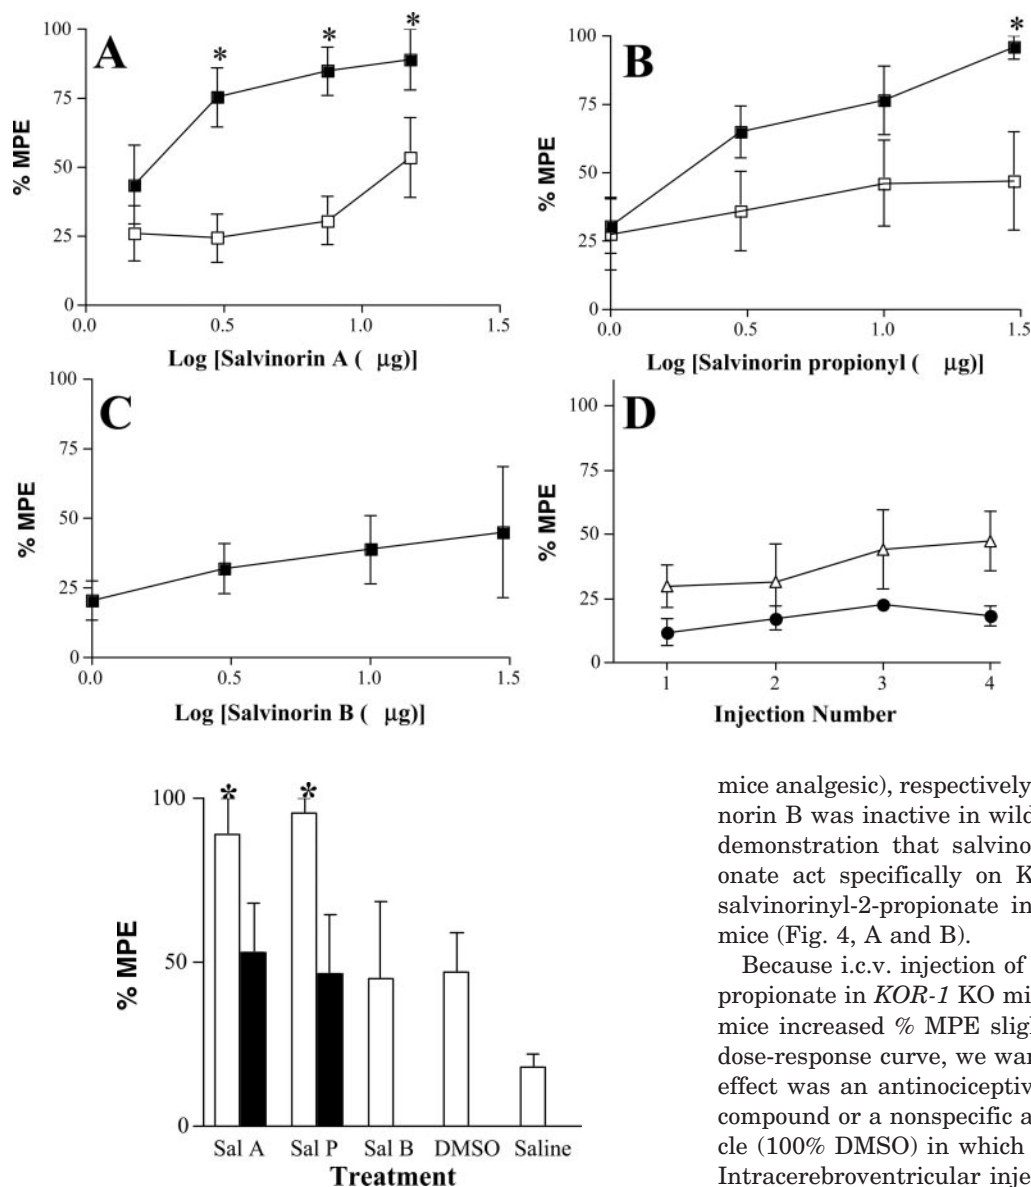 100
75
50
25
0
% MPE
A
*
*
*
0.0
0.5
1.0
1.5
Log [Salvinorin A ( µg)]
100
75
50
25
0
% MPE
B
*
0.0
0.5
1.0
1.5
Log [Salvinorin propionyl ( µg)]
100
75
50
25
0
% MPE
C
0.0
0.5
1.0
1.5
Log [Salvinorin B ( µg)]
100
75
50
25
0
% MPE
D
1
2
3
4
Injection Number
100
50
0
% MPE
*
*
Sal A
Sal P
Sal B
DMSO
Saline
Treatment
mice analgesic), respectively
norin B was inactive in wild
demonstration that salvino
onate act specifically on K
salvinorinyl-2-propionate in
mice (Fig. 4, A and B).
Because i.c.v. injection of
propionate in KOR-1 KO mi
mice increased % MPE sligh
dose-response curve, we war
effect was an antinociceptiv
compound or a nonspecific a
cle (100% DMSO) in which
Intracerebroventricular inje